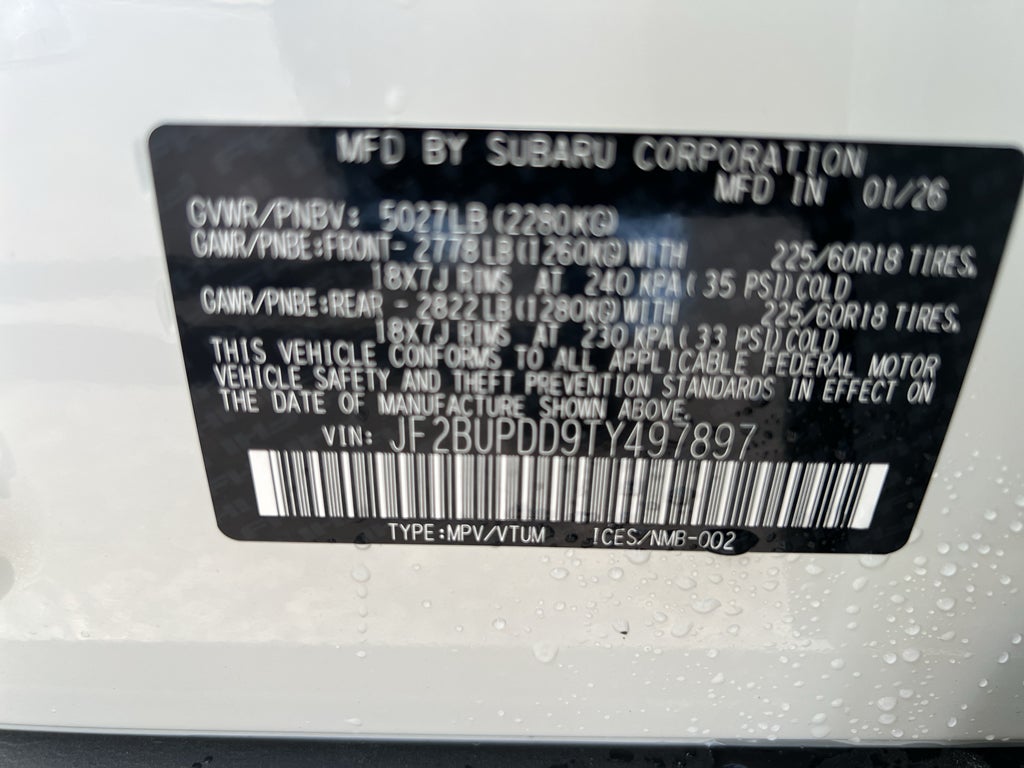 MFD BY SUBARU CORPORATION
MFD IN 01/26
GVWR/PNBV: 5027LB(2280KG)
GAWR/PNBE:FRONT- 2778LB(1260KG)WITH 225/60R18 TIRES,
18X7J RIMS AT 240 KPA( 35 PSI)COLD
GAWR/PNBE:REAR - 2822LB(1280KG)WITH 225/60R18 TIRES,
18X7J RIMS AT 230 KPA( 33 PSI)COLD
THIS VEHICLE CONFORMS TO ALL APPLICABLE FEDERAL MOTOR
VEHICLE SAFETY AND THEFT PREVENTION STANDARDS IN EFFECT ON
THE DATE OF MANUFACTURE SHOWN ABOVE.
VIN: JF2BUPDD9TY497897
TYPE:MPV/VTUM ICES/NMB-002